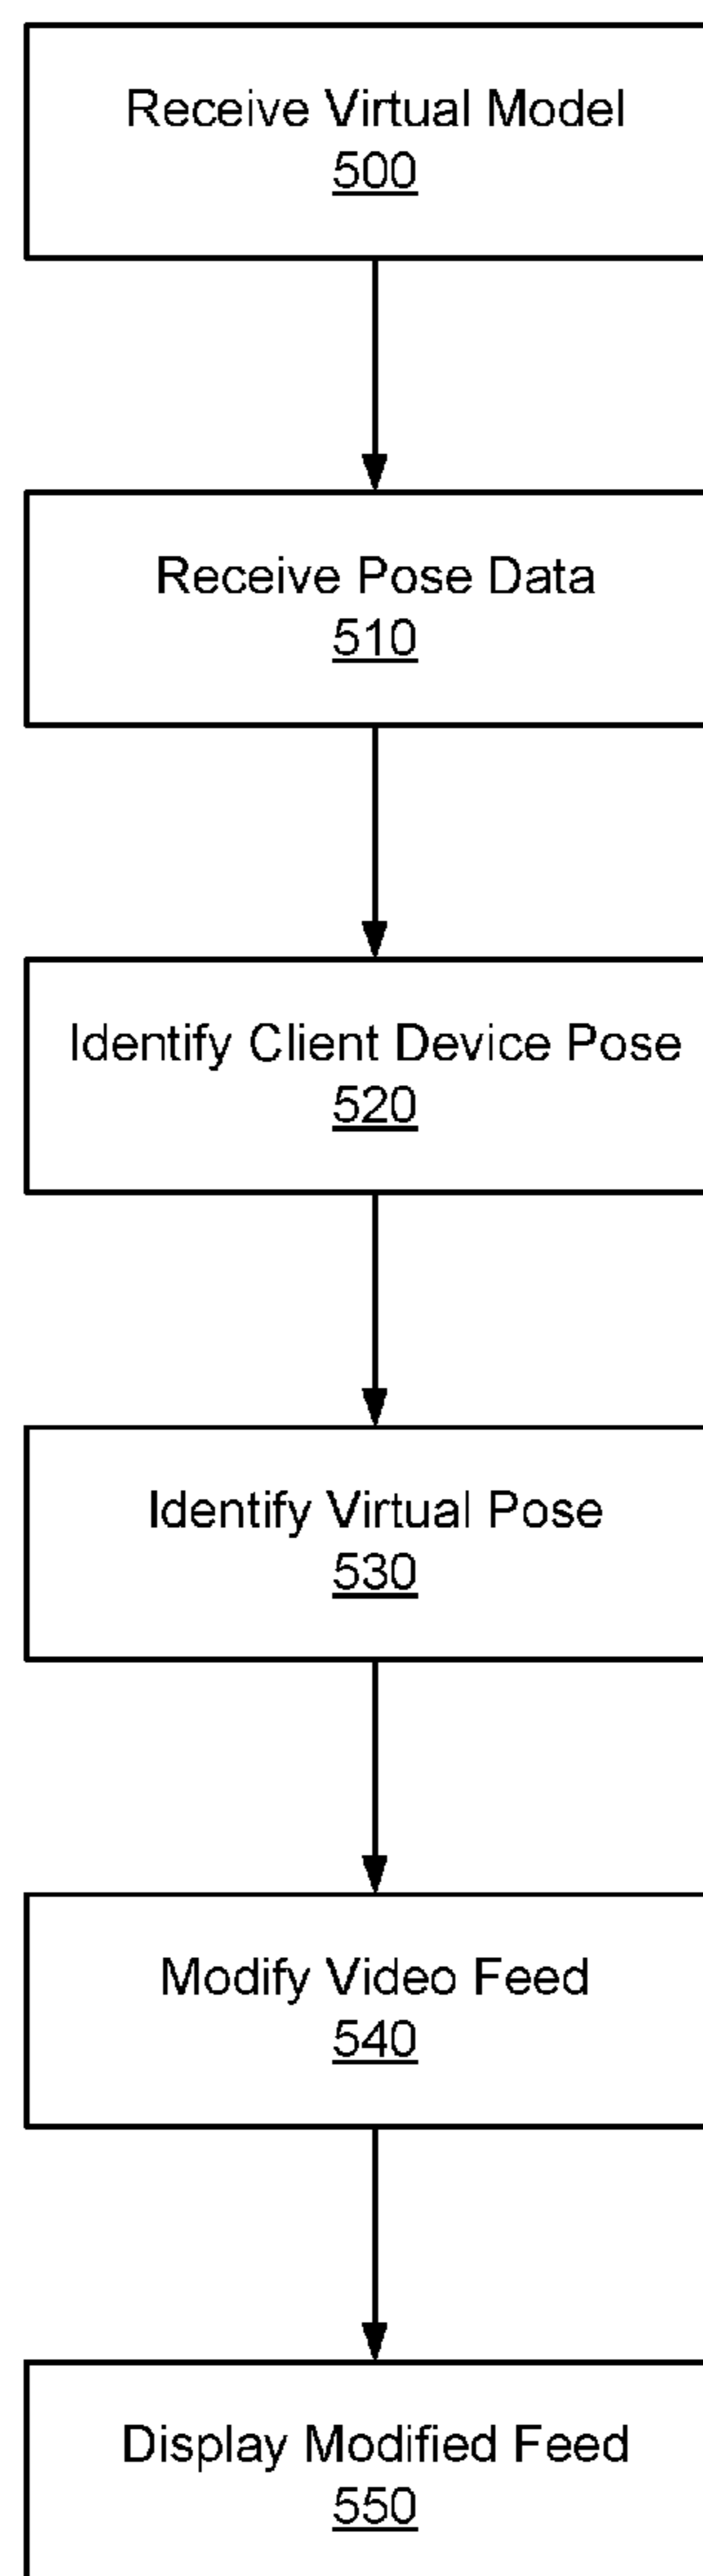 Receive Virtual Model
500
Receive Pose Data
510
Identify Client Device Pose
520
Identify Virtual Pose
530
Modify Video Feed
540
Display Modified Feed
550